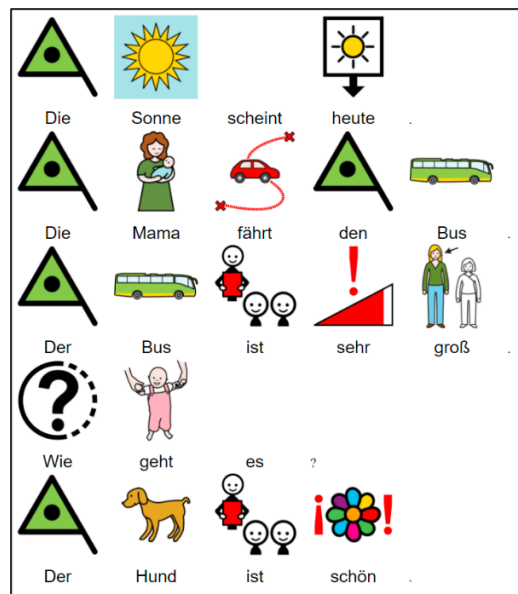 Die Sonne scheint heute .
Die Mama fährt den Bus .
Der Bus ist sehr groß .
Wie geht es ?
Der Hund ist schön .